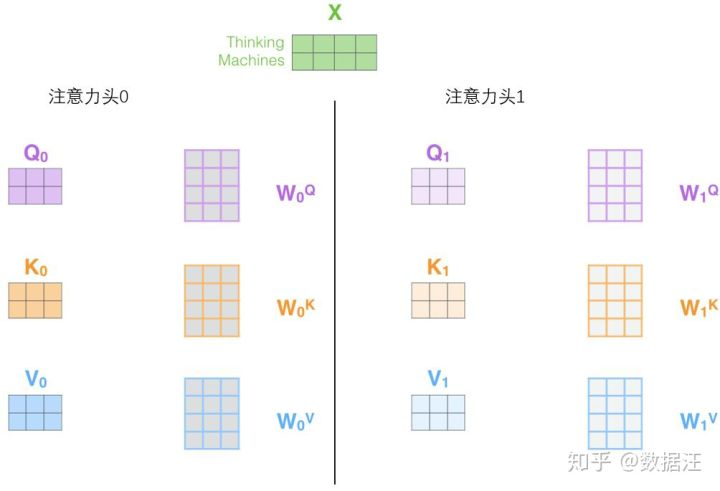 X
Thinking
Machines
注意力头0
注意力头1
Q₀
W₀Q
Q₁
W₁Q
K₀
W₀K
K₁
W₁K
V₀
W₀V
V₁
W₁V
知乎 @数据汪